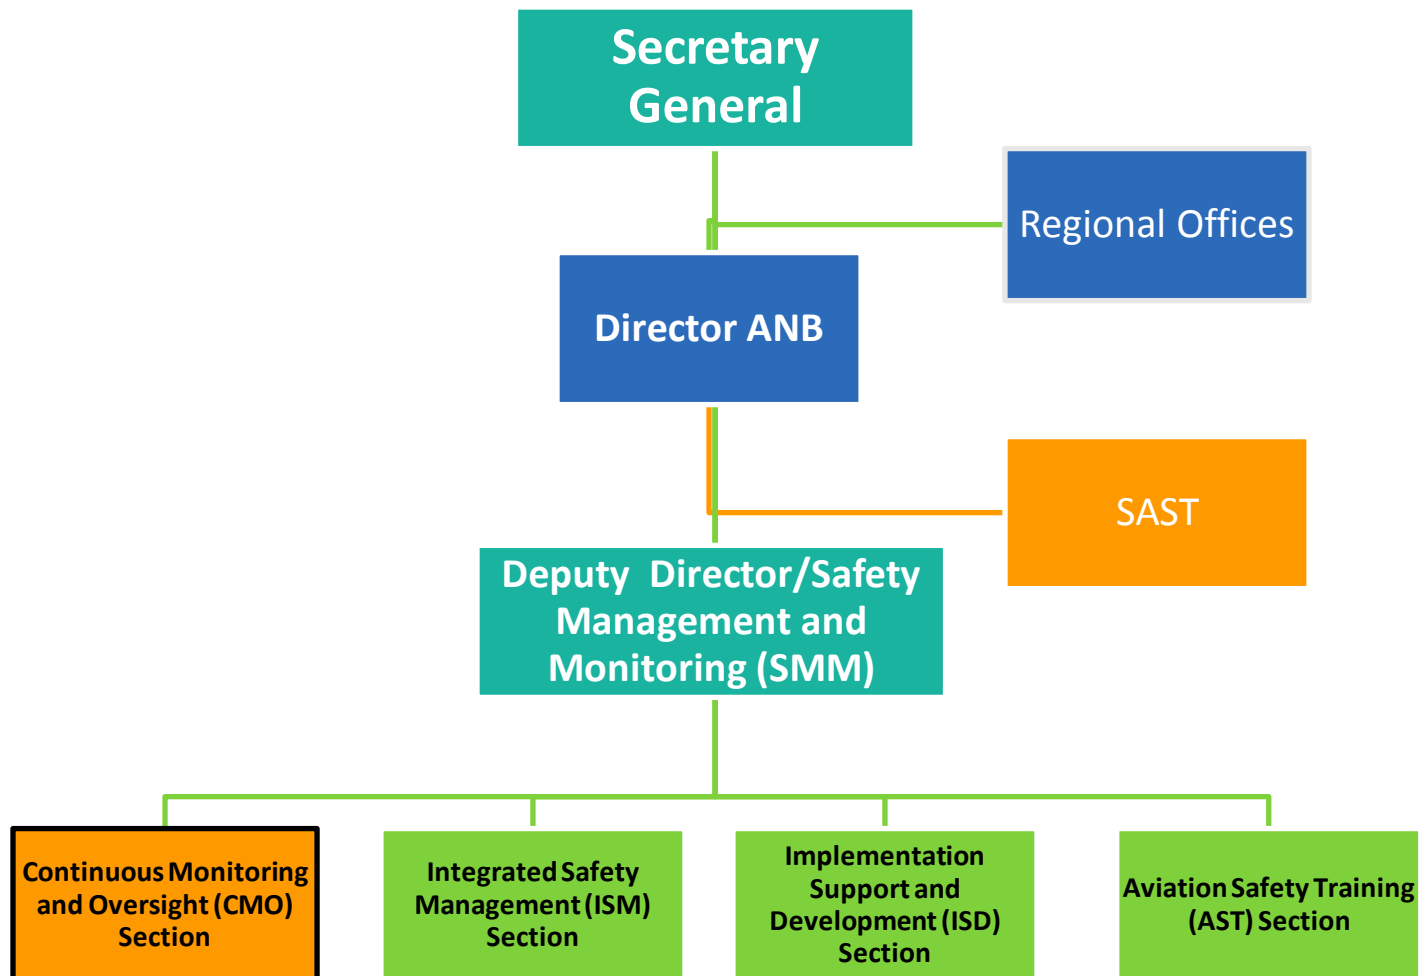 Secretary
General
Regional Offices
Director ANB
SAST
Deputy Director/Safety
Management and
Monitoring (SMM)
Continuous Monitoring
and Oversight (CMO)
Section
Integrated Safety
Management (ISM)
Section
Implementation
Support and
Development (ISD)
Section
Aviation Safety Training
(AST) Section